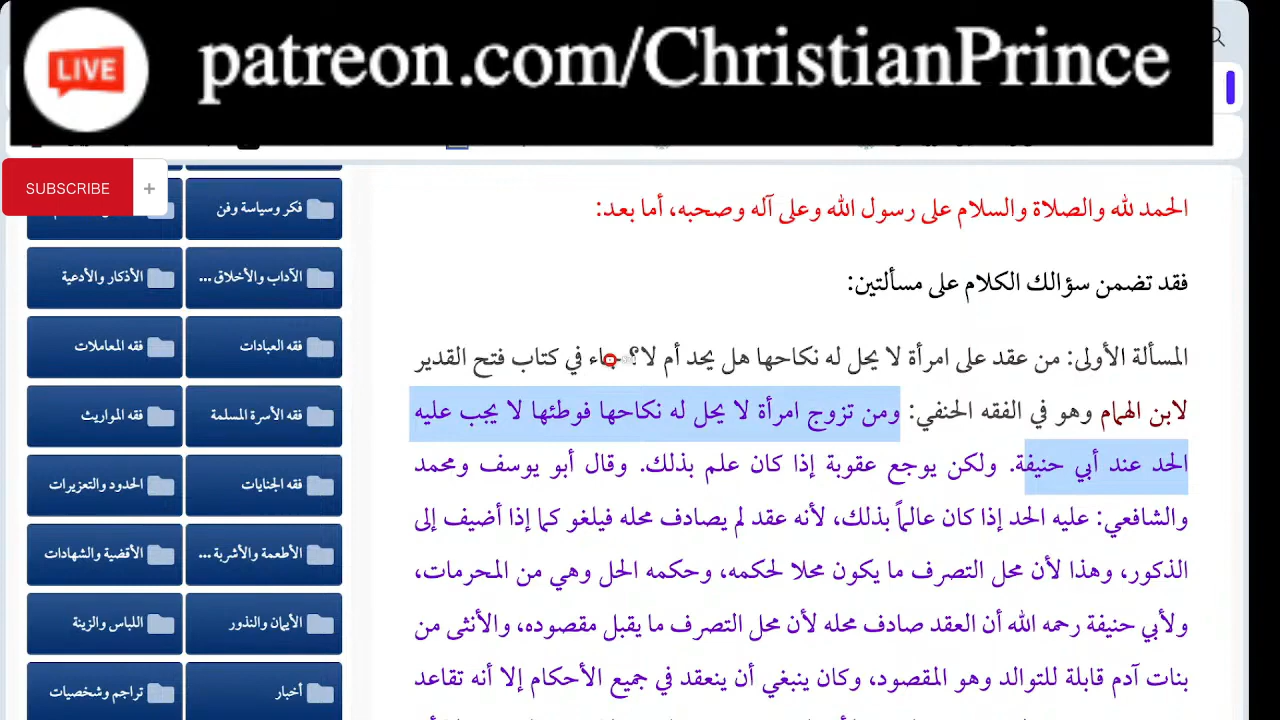 LIVE
patreon.com/ChristianPrince
SUBSCRIBE +
الحمد لله والصلاة والسلام على رسول الله وعلى آله وصحبه، أما بعد:
فقد تضمن سؤالك الكلام على مسألتين:
المسألة الأولى: من عقد على امرأة لا يحل له نكاحها هل يحد أم لا؟ جاء في كتاب فتح القدير
لابن الهمام وهو في الفقه الحنفي: ومن تزوج امرأة لا يحل له نكاحها فوطئها لا يجب عليه
الحد عند أبي حنيفة. ولكن يوجع عقوبة إذا كان علم بذلك. وقال أبو يوسف ومحمد
والشافعي: عليه الحد إذا كان عالماً بذلك، لأنه عقد لم يصادف محله فيلغو كما إذا أضيف إلى
الذكور، وهذا لأن محل التصرف ما يكون محلا لحكمه، وحكمه الحل وهي من المحرمات،
ولأبي حنيفة رحمه الله أن العقد صادف محله لأن محل التصرف ما يقبل مقصوده، والأنثى من
بنات آدم قابلة للتوالد وهو المقصود، وكان ينبغي أن ينعقد في جميع الأحكام إلا أنه تقاعد
فكر وسياسة وفن
الآداب والأخلاق ...
الأذكار والأدعية
فقه العبادات
فقه المعاملات
فقه الأسرة المسلمة
فقه المواريث
فقه الجنايات
الحدود والتعزيرات
الأطعمة والأشربة ...
الأقضية والشهادات
الأيمان والنذور
اللباس والزينة
أخبار
تراجم وشخصيات